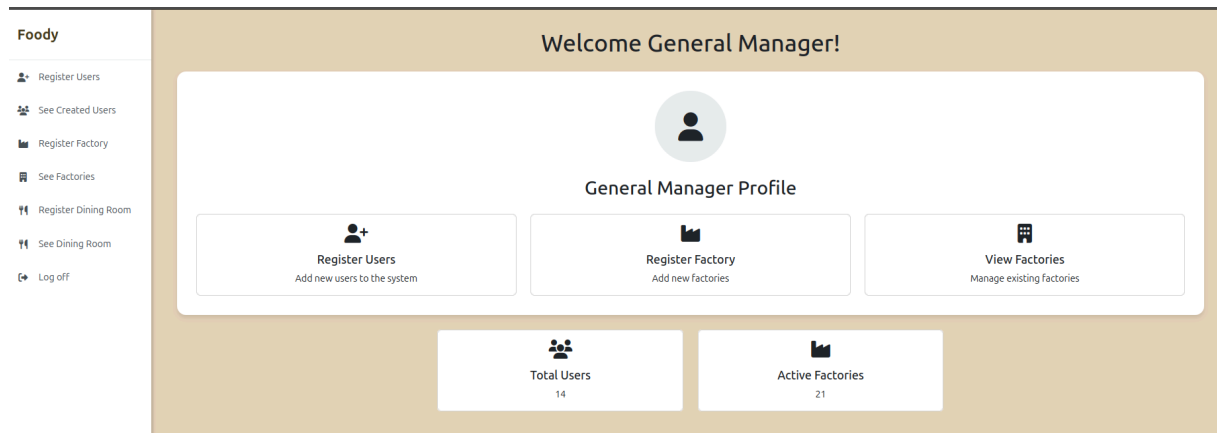 Foody
Register Users
See Created Users
Register Factory
See Factories
Register Dining Room
See Dining Room
Log off
Welcome General Manager!
General Manager Profile
Register Users
Add new users to the system
Register Factory
Add new factories
View Factories
Manage existing factories
Total Users
14
Active Factories
21